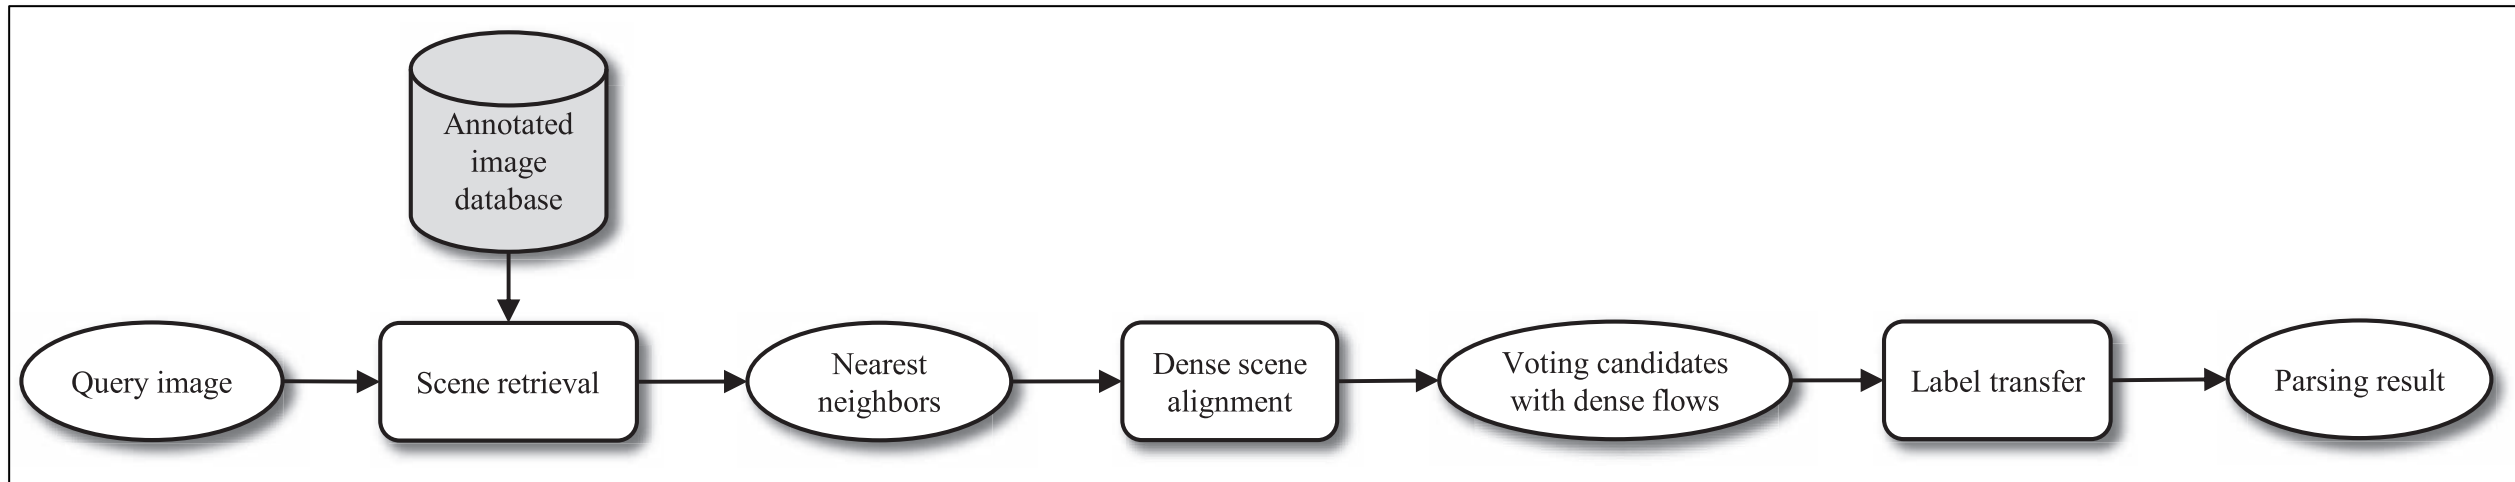 Annotated
image
database
Query image
Scene retrieval
Nearest
neighbors
Dense scene
alignment
Voting candidates
with dense flows
Label transfer
Parsing result